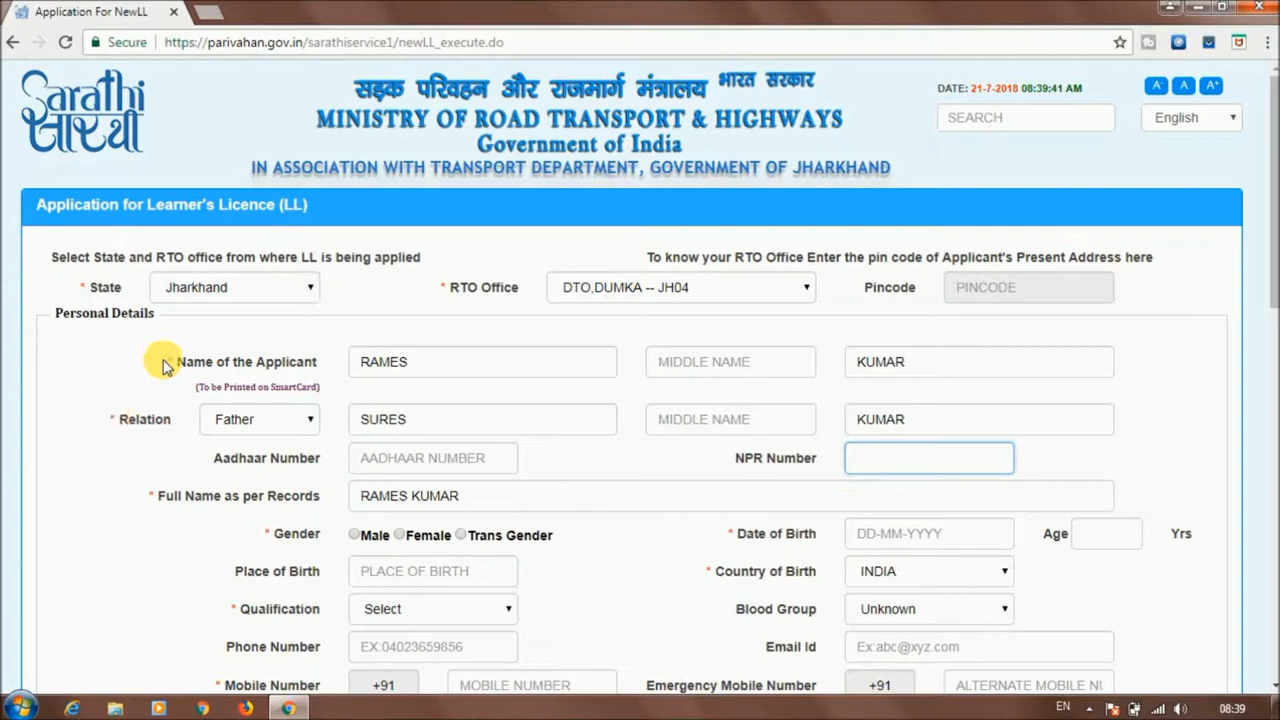 Application For NewLL
Secure https://parivahan.gov.in/sarathiservice1/newLL_execute.do
Sarathi
सारथी
सड़क परिवहन और राजमार्ग मंत्रालय भारत सरकार
MINISTRY OF ROAD TRANSPORT & HIGHWAYS
Government of India
IN ASSOCIATION WITH TRANSPORT DEPARTMENT, GOVERNMENT OF JHARKHAND
DATE: 21-7-2018 08:39:41 AM
A- A A+
SEARCH English
Application for Learner's Licence (LL)
Select State and RTO office from where LL is being applied To know your RTO Office Enter the pin code of Applicant's Present Address here
* State Jharkhand * RTO Office DTO,DUMKA -- JH04 Pincode PINCODE
Personal Details
* Name of the Applicant RAMES MIDDLE NAME KUMAR
(To be Printed on SmartCard)
* Relation Father SURES MIDDLE NAME KUMAR
Aadhaar Number AADHAAR NUMBER NPR Number
* Full Name as per Records RAMES KUMAR
* Gender Male Female Trans Gender * Date of Birth DD-MM-YYYY Age Yrs
Place of Birth PLACE OF BIRTH * Country of Birth INDIA
* Qualification Select Blood Group Unknown
Phone Number EX:04023659856 Email Id Ex:abc@xyz.com
* Mobile Number +91 MOBILE NUMBER Emergency Mobile Number +91 ALTERNATE MOBILE NU
EN 08:39